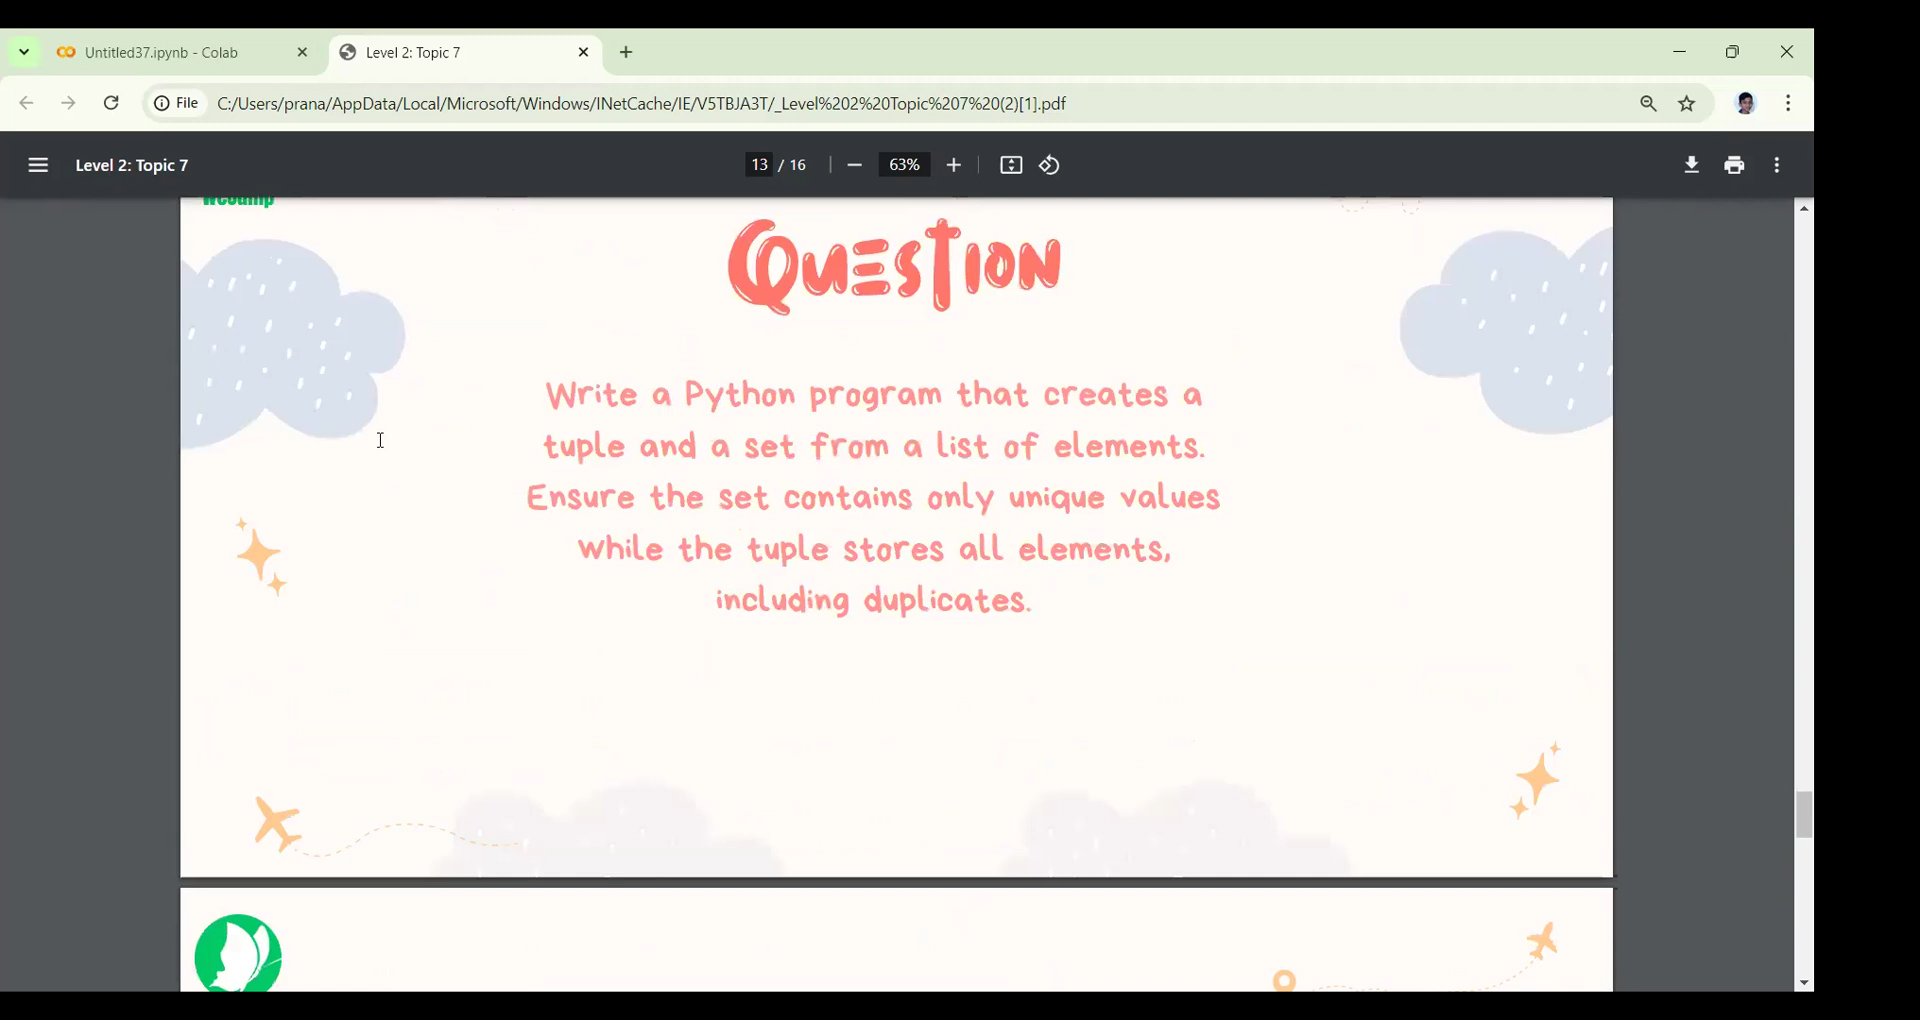 Untitled37.ipynb - Colab
Level 2: Topic 7
File
C:/Users/prana/AppData/Local/Microsoft/Windows/INetCache/IE/V5TBJA3T/_Level%202%20Topic%207%20(2)[1].pdf
Level 2: Topic 7
13 / 16
63%
QUESTION
Write a Python program that creates a
tuple and a set from a list of elements.
Ensure the set contains only unique values
while the tuple stores all elements,
including duplicates.